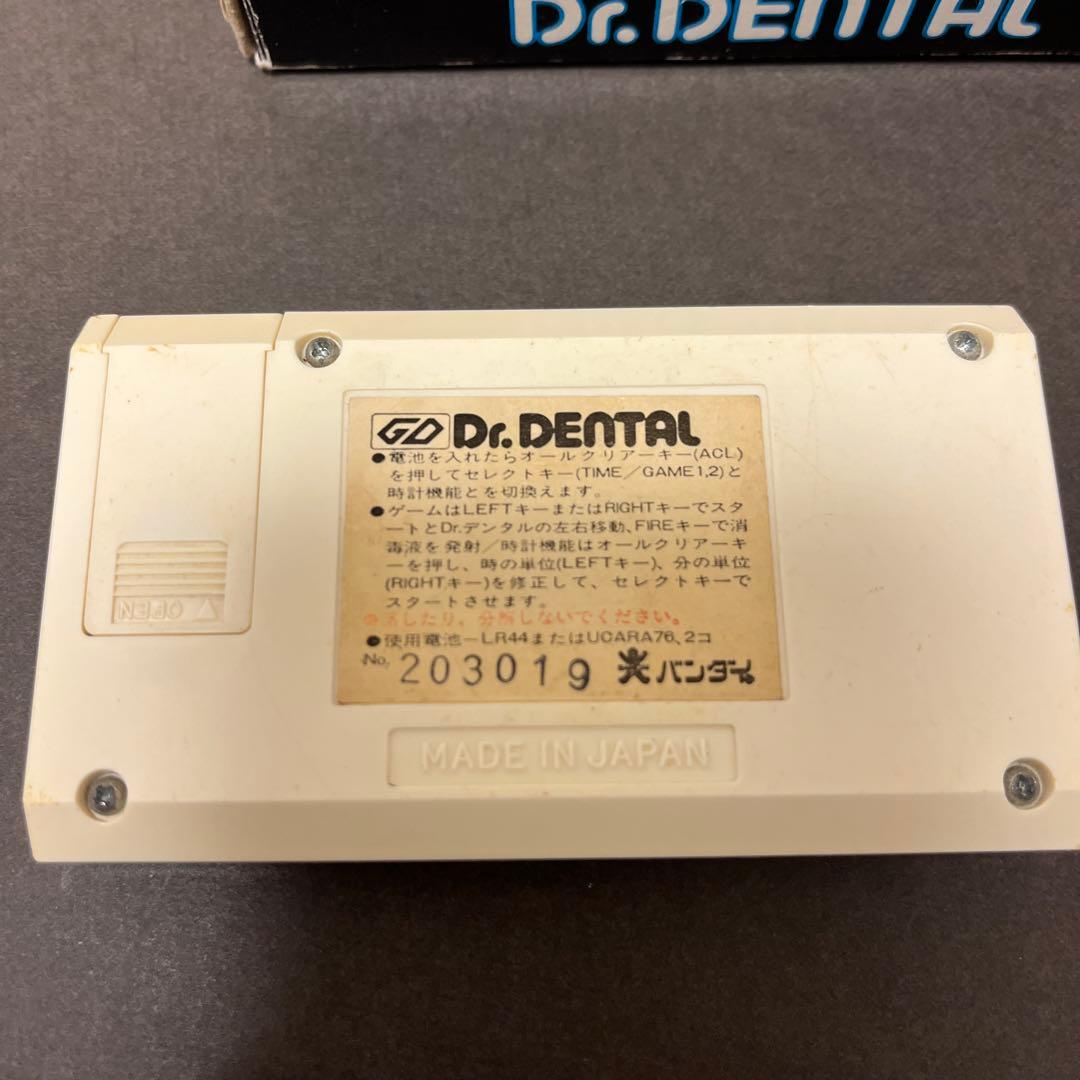 Dr. DENTAL
GD Dr. DENTAL
●電池を入れたらオールクリアーキー(ACL)
を押してセレクトキー(TIME/GAME1,2)と
時計機能とを切換えます。
●ゲームはLEFTキーまたはRIGHTキーでスタ
ートとDr.デンタルの左右移動、FIREキーで消
毒液を発射/時計機能はオールクリアーキ
ーを押し、時の単位(LEFTキー)、分の単位
(RIGHTキー)を修正して、セレクトキーで
スタートさせます。
したり、分解しないでください。
●使用電池ーLR44またはUCARA76、2コ
No. 203019 バンダイ
OPEN
MADE IN JAPAN